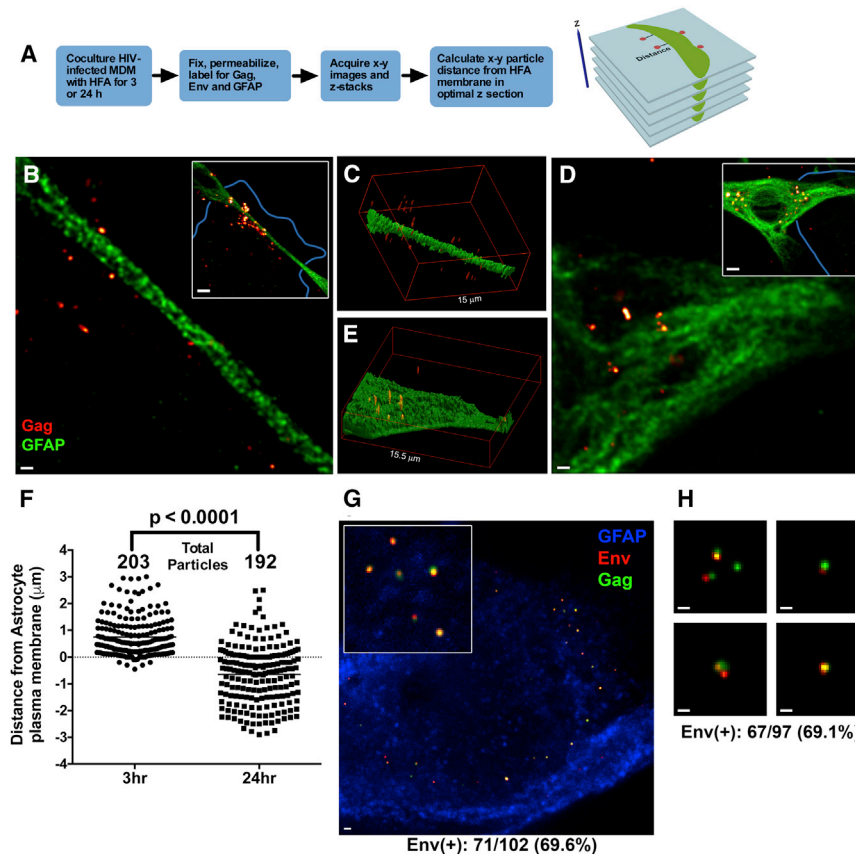 A
Coculture HIV-
infected MDM
with HFA for 3
or 24 h
Fix, permeabilize,
label for Gag,
Env and GFAP
Acquire x-y
images and
z-stacks
Calculate x-y particle
distance from HFA
membrane in
optimal z section
z
Distance
B
Gag
GFAP
C
15 μm
D
E
15.5 μm
F
p < 0.0001
203
Total
Particles
192
Distance from Astrocyte
plasma membrane (μm)
4
3
2
1
0
-1
-2
-3
-4
3hr
24hr
G
GFAP
Env
Gag
Env(+): 71/102 (69.6%)
H
Env(+): 67/97 (69.1%)